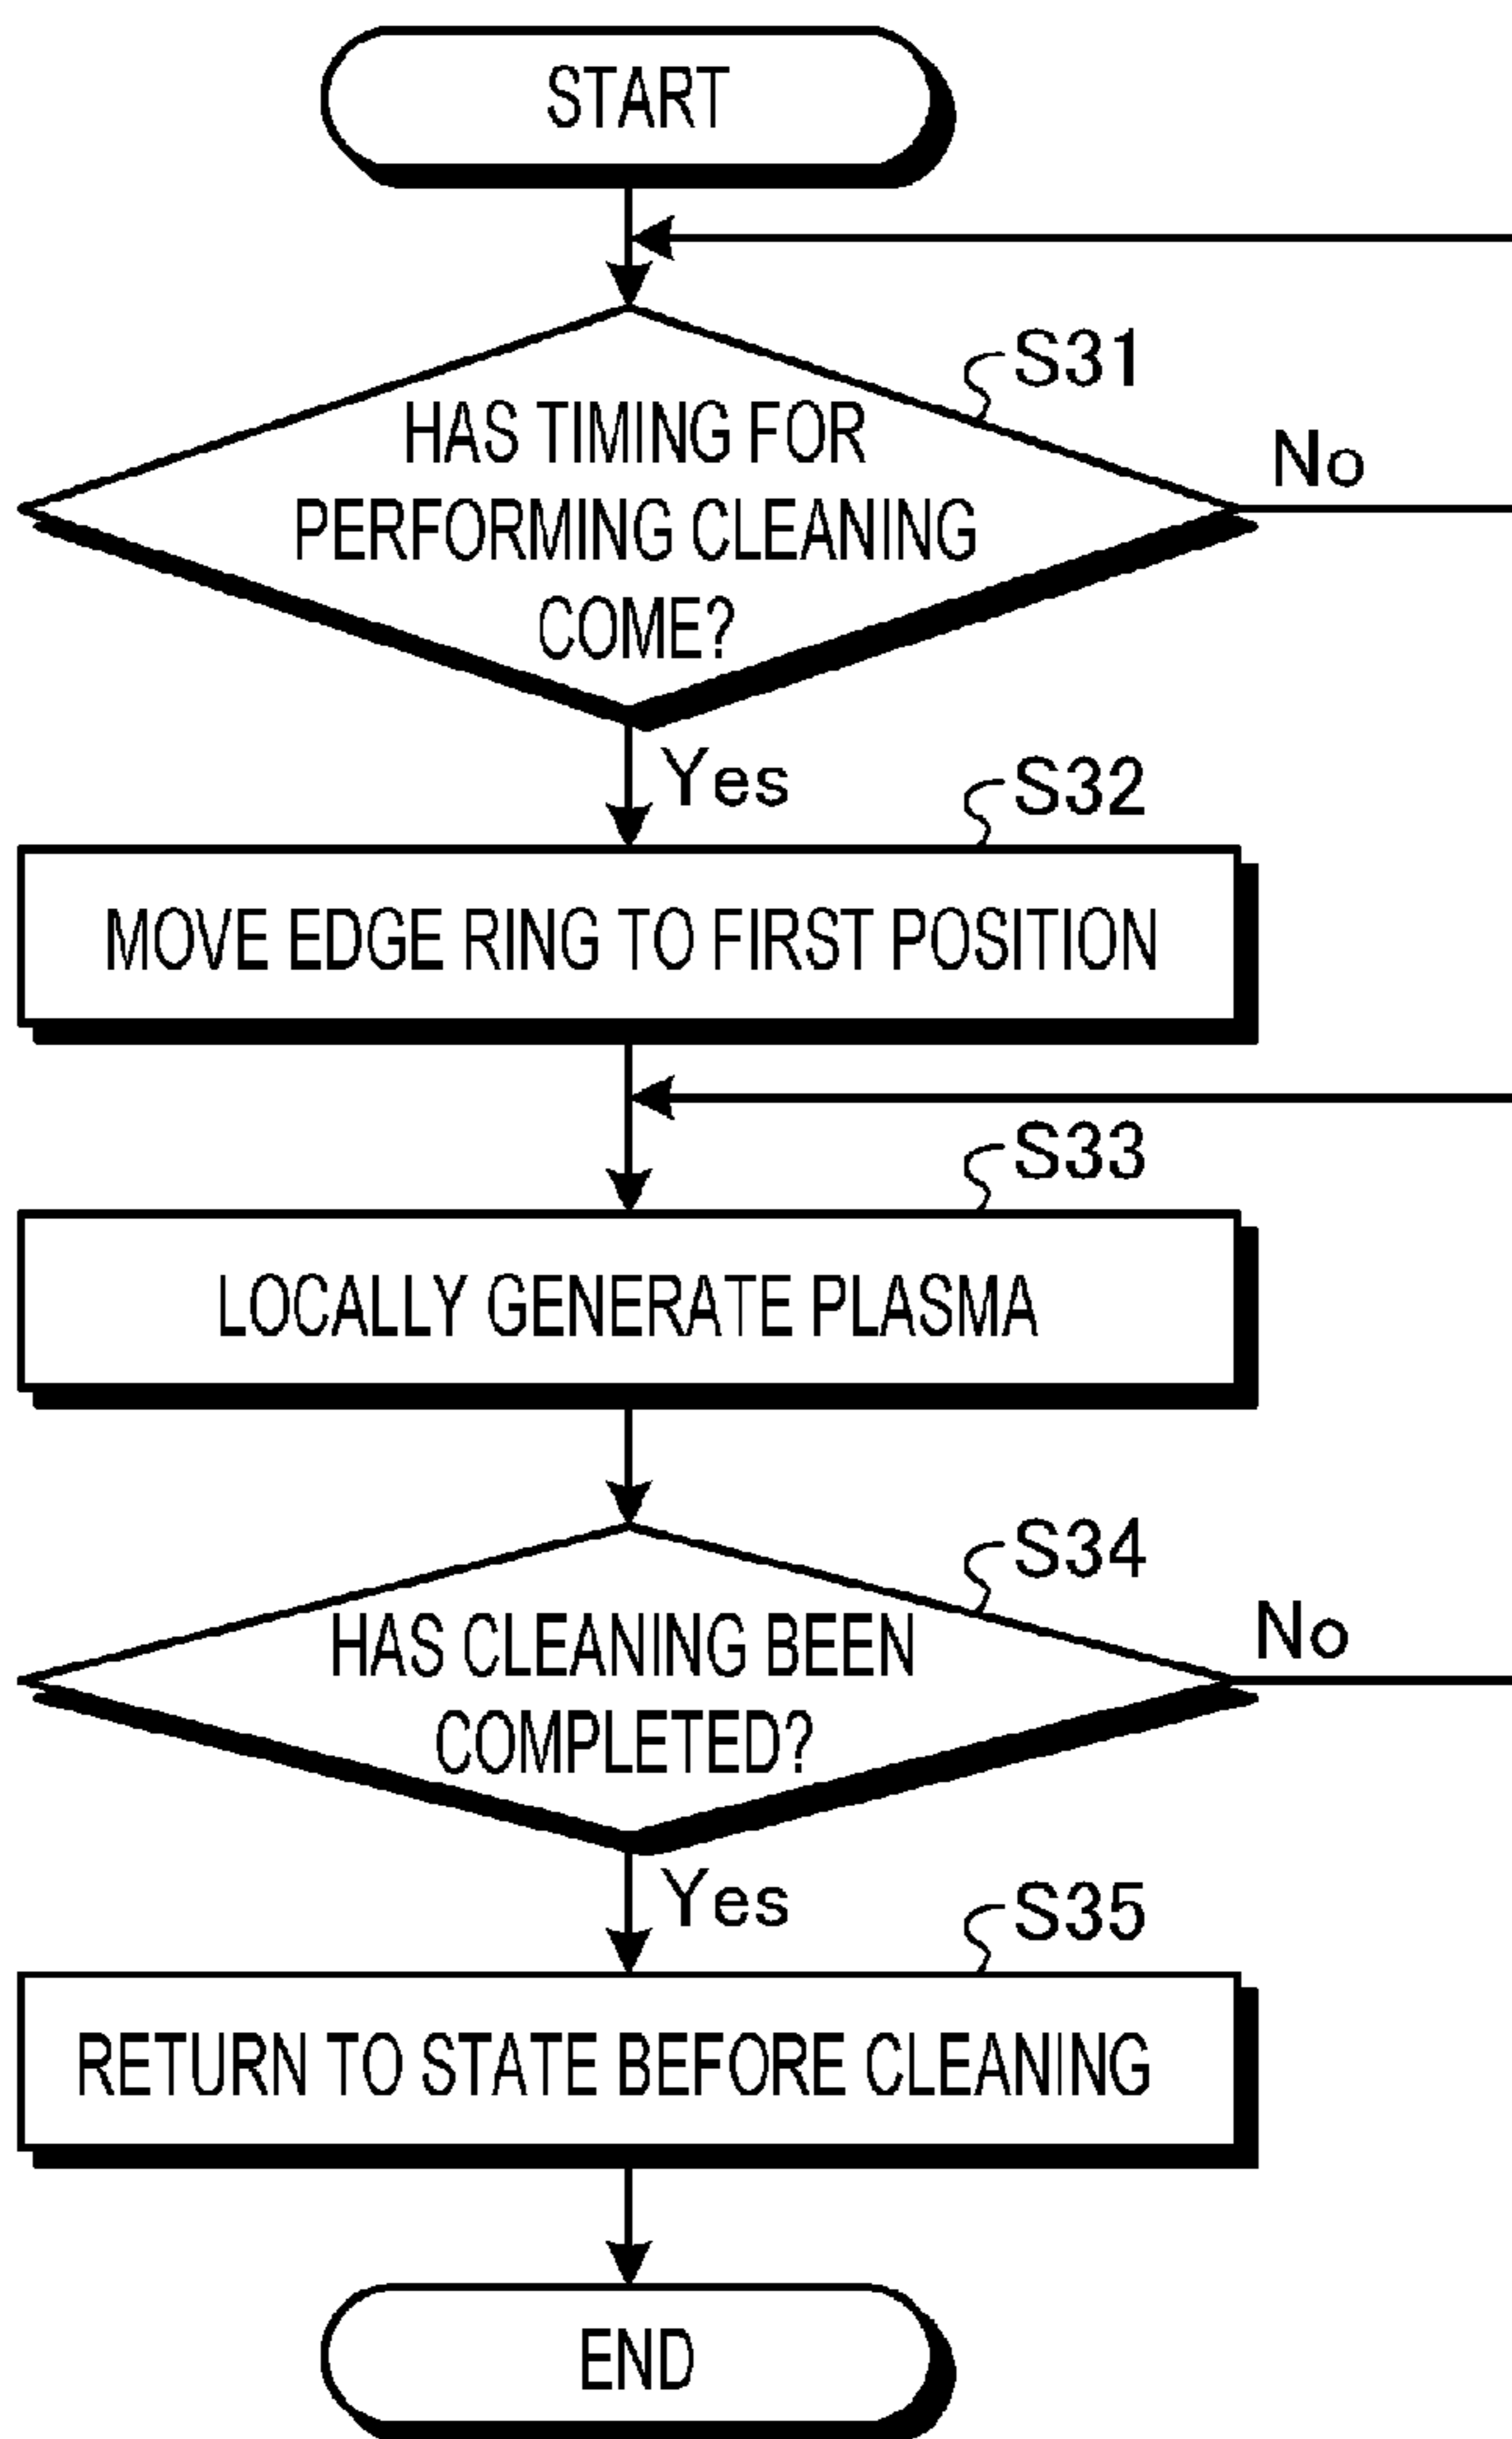 START
S31
HAS TIMING FOR
PERFORMING CLEANING
COME?
No
Yes
S32
MOVE EDGE RING TO FIRST POSITION
S33
LOCALLY GENERATE PLASMA
S34
HAS CLEANING BEEN
COMPLETED?
No
Yes
S35
RETURN TO STATE BEFORE CLEANING
END